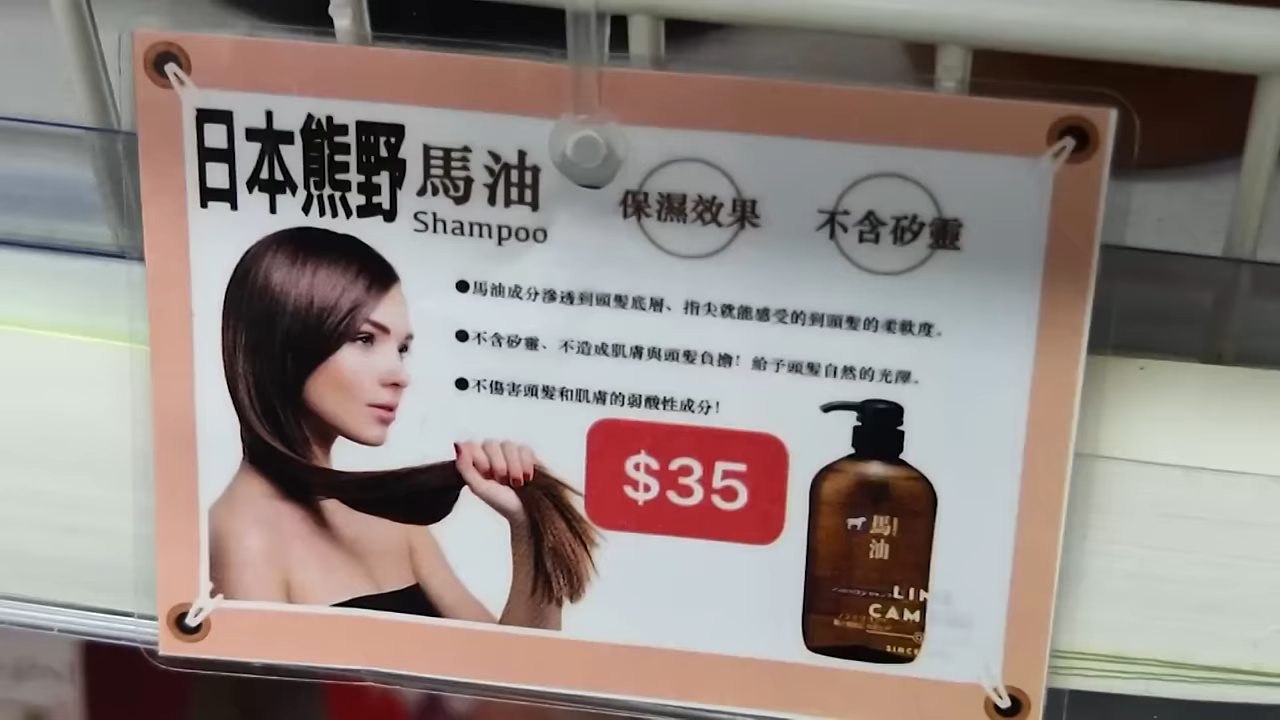 日本熊野馬油
Shampoo
保濕效果
不含矽靈
●馬油成分滲透到頭髮底層、指尖就能感受的到頭髮的柔軟度。
●不含矽靈、不造成肌膚與頭髮負擔！給予頭髮自然的光澤。
●不傷害頭髮和肌膚的弱酸性成分！
$35
馬油
LIN
CAM
SINCE